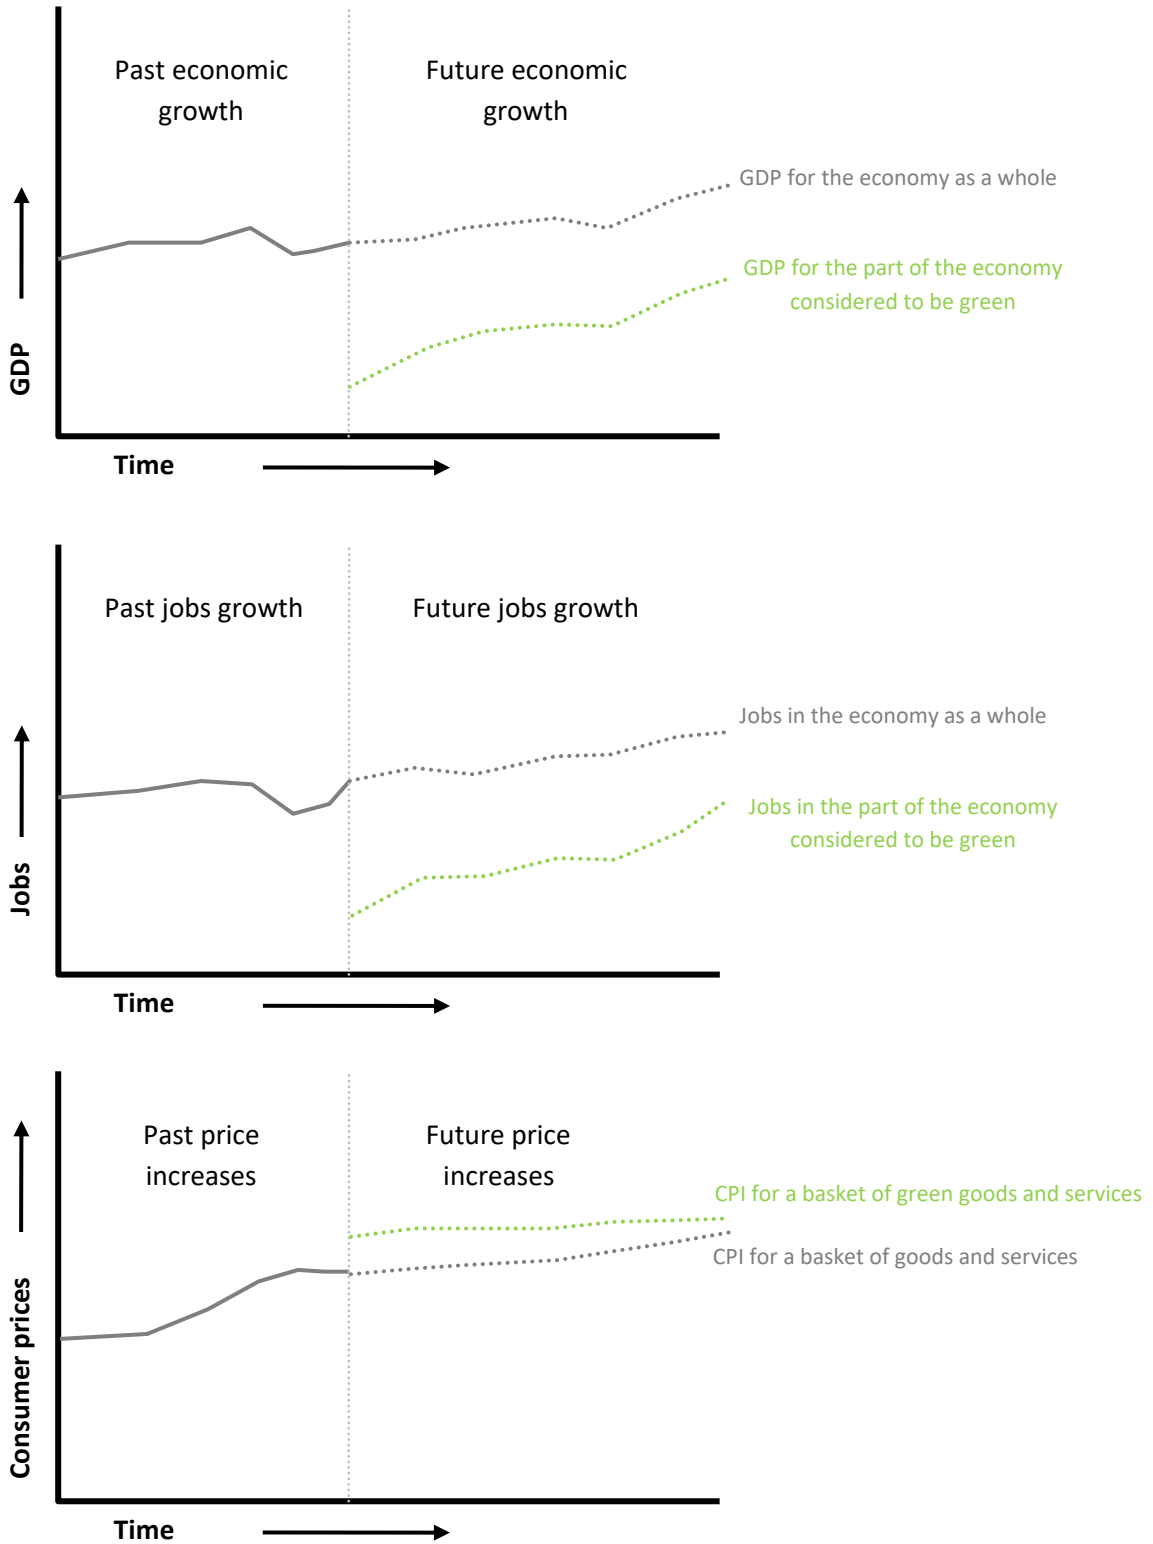 Past economic
growth
Future economic
growth
GDP for the economy as a whole
GDP for the part of the economy
considered to be green
GDP
Time
Past jobs growth
Future jobs growth
Jobs in the economy as a whole
Jobs in the part of the economy
considered to be green
Jobs
Time
Past price
increases
Future price
increases
CPI for a basket of green goods and services
CPI for a basket of goods and services
Consumer prices
Time